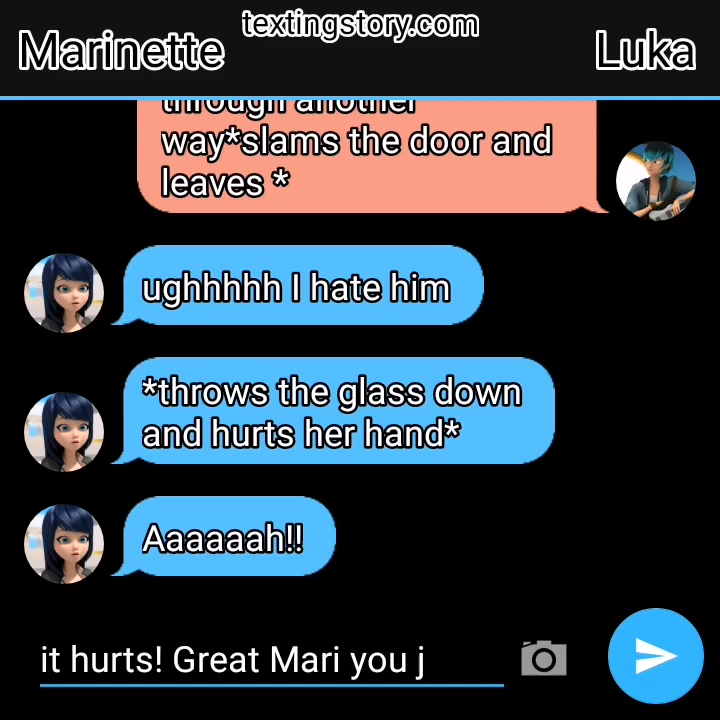 textingstory.com
Marinette
Luka
through another
way*slams the door and
leaves *
ughhhhh I hate him
*throws the glass down
and hurts her hand*
Aaaaaah!!
it hurts! Great Mari you j